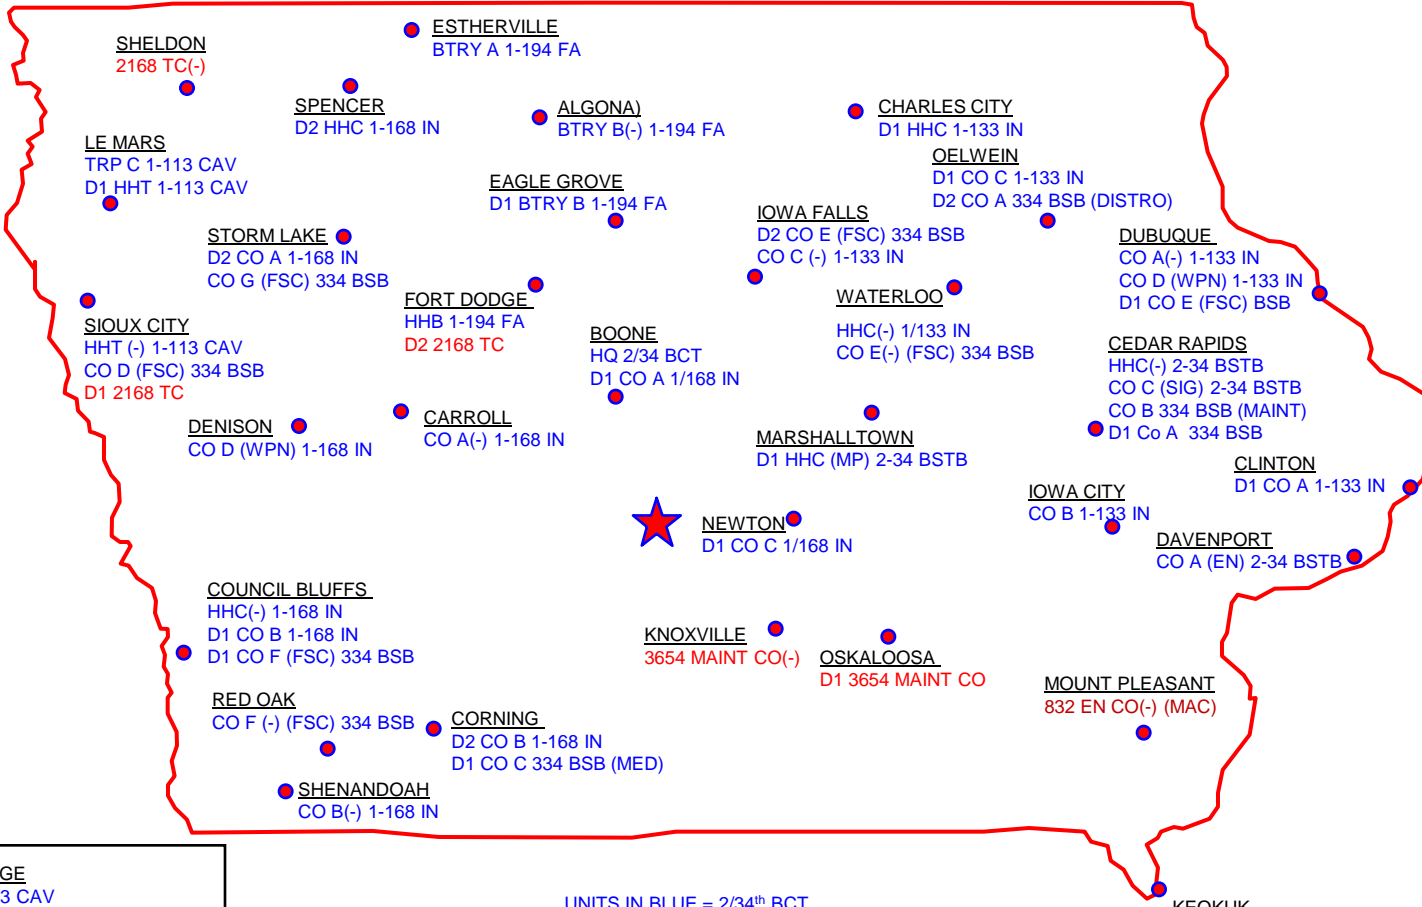 ESTHERVILLE
BTRY A 1-194 FA
SHELDON
2168 TC(-)
SPENCER
D2 HHC 1-168 IN
ALGONA)
BTRY B(-) 1-194 FA
CHARLES CITY
D1 HHC 1-133 IN
LE MARS
TRP C 1-113 CAV
D1 HHT 1-113 CAV
OELWEIN
D1 CO C 1-133 IN
D2 CO A 334 BSB (DISTRO)
EAGLE GROVE
D1 BTRY B 1-194 FA
IOWA FALLS
D2 CO E (FSC) 334 BSB
CO C (-) 1-133 IN
STORM LAKE
D2 CO A 1-168 IN
CO G (FSC) 334 BSB
DUBUQUE
CO A(-) 1-133 IN
CO D (WPN) 1-133 IN
D1 CO E (FSC) BSB
FORT DODGE
HHB 1-194 FA
D2 2168 TC
WATERLOO
HHC(-) 1/133 IN
CO E(-) (FSC) 334 BSB
SIOUX CITY
HHT (-) 1-113 CAV
CO D (FSC) 334 BSB
D1 2168 TC
BOONE
HQ 2/34 BCT
D1 CO A 1/168 IN
CEDAR RAPIDS
HHC(-) 2-34 BSTB
CO C (SIG) 2-34 BSTB
CO B 334 BSB (MAINT)
D1 Co A  334 BSB
DENISON
CO D (WPN) 1-168 IN
CARROLL
CO A(-) 1-168 IN
MARSHALLTOWN
D1 HHC (MP) 2-34 BSTB
CLINTON
D1 CO A 1-133 IN
IOWA CITY
CO B 1-133 IN
NEWTON
D1 CO C 1/168 IN
DAVENPORT
CO A (EN) 2-34 BSTB
COUNCIL BLUFFS
HHC(-) 1-168 IN
D1 CO B 1-168 IN
D1 CO F (FSC) 334 BSB
KNOXVILLE
3654 MAINT CO(-)
OSKALOOSA
D1 3654 MAINT CO
MOUNT PLEASANT
832 EN CO(-) (MAC)
RED OAK
CO F (-) (FSC) 334 BSB
CORNING
D2 CO B 1-168 IN
D1 CO C 334 BSB (MED)
SHENANDOAH
CO B(-) 1-168 IN
GE
3 CAV
UNITS IN BLUE = 2/34th BCT
KEOKUK